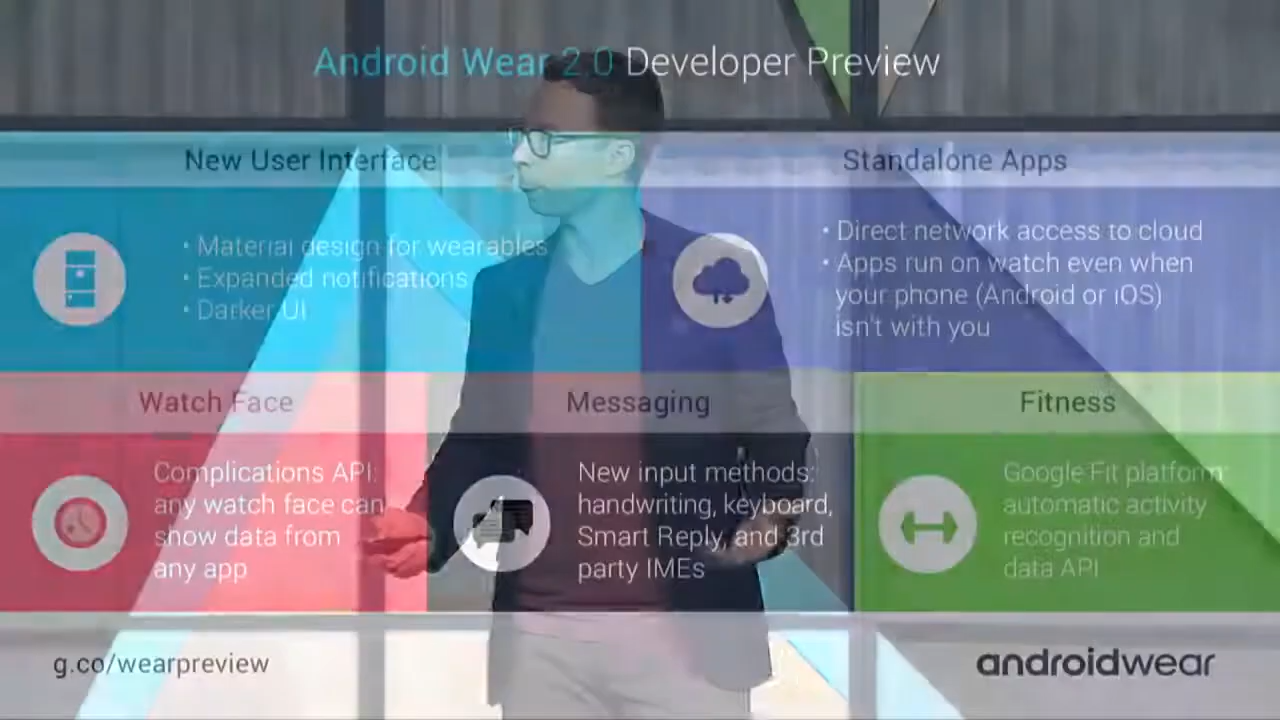 Android Wear 2.0 Developer Preview
New User Interface
• Material design for wearables
• Expanded notifications
• Darker UI
Standalone Apps
• Direct network access to cloud
• Apps run on watch even when
your phone (Android or iOS)
isn't with you
Watch Face
Complications API:
any watch face can
show data from
any app
Messaging
New input methods:
handwriting, keyboard,
Smart Reply, and 3rd
party IMEs
Fitness
Google Fit platform:
automatic activity
recognition and
data API
g.co/wearpreview
androidwear